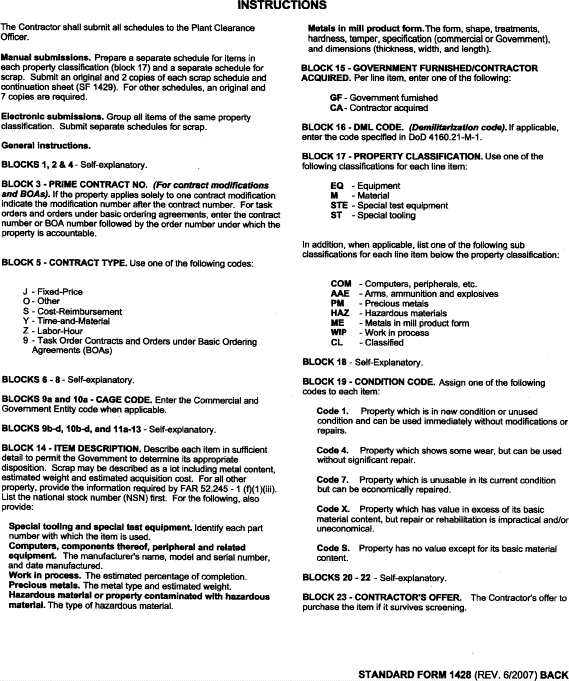 INSTRUCTIONS
The Contractor shall submit all schedules to the Plant Clearance
Officer.
Manual submissions. Prepare a separate schedule for items in
each property classification (block 17) and a separate schedule for
scrap. Submit an original and 2 copies of each scrap schedule and
continuation sheet (SF 1429). For other schedules, an original and
7 copies are required.
Electronic submissions. Group all items of the same property
classification. Submit separate schedules for scrap.
General instructions.
BLOCKS 1, 2 & 4 - Self-explanatory.
BLOCK 3 - PRIME CONTRACT NO. (For contract modifications
and BOAs). If the property applies solely to one contract modification
indicate the modification number after the contract number. For task
orders and orders under basic ordering agreements, enter the contract
number or BOA number followed by the order number under which the
property is accountable.
BLOCK 5 - CONTRACT TYPE. Use one of the following codes:
J - Fixed-Price
O - Other
S - Cost-Reimbursement
Y - Time-and-Material
Z - Labor-Hour
9 - Task Order Contracts and Orders under Basic Ordering
Agreements (BOAs)
BLOCKS 6 - 8 - Self-explanatory.
BLOCKS 9a and 10a - CAGE CODE. Enter the Commercial and
Government Entity code when applicable.
BLOCKS 9b-d, 10b-d, and 11a-13 - Self-explanatory.
BLOCK 14 - ITEM DESCRIPTION. Describe each item in sufficient
detail to permit the Government to determine its appropriate
disposition. Scrap may be described as a lot including metal content,
estimated weight and estimated acquisition cost. For all other
property, provide the information required by FAR 52.245 - 1 (f)(1)(iii).
List the national stock number (NSN) first. For the following, also
provide:
Special tooling and special test equipment. Identify each part
number with which the item is used.
Computers, components thereof, peripheral and related
equipment. The manufacturer's name, model and serial number,
and date manufactured.
Work in process. The estimated percentage of completion.
Precious metals. The metal type and estimated weight.
Hazardous material or property contaminated with hazardous
material. The type of hazardous material.
Metals in mill product form. The form, shape, treatments,
hardness, temper, specification (commercial or Government),
and dimensions (thickness, width, and length).
BLOCK 15 - GOVERNMENT FURNISHED/CONTRACTOR
ACQUIRED. Per line item, enter one of the following:
GF - Government furnished
CA - Contractor acquired
BLOCK 16 - DML CODE. (Demilitarization code). If applicable,
enter the code specified in DoD 4160.21-M-1.
BLOCK 17 - PROPERTY CLASSIFICATION. Use one of the
following classifications for each line item:
EQ - Equipment
M - Material
STE - Special test equipment
ST - Special tooling
In addition, when applicable, list one of the following sub
classifications for each line item below the property classification:
COM - Computers, peripherals, etc.
AAE - Arms, ammunition and explosives
PM - Precious metals
HAZ - Hazardous materials
ME - Metals in mill product form
WIP - Work in process
CL - Classified
BLOCK 18 - Self-Explanatory.
BLOCK 19 - CONDITION CODE. Assign one of the following
codes to each item:
Code 1. Property which is in new condition or unused
condition and can be used immediately without modifications or
repairs.
Code 4. Property which shows some wear, but can be used
without significant repair.
Code 7. Property which is unusable in its current condition
but can be economically repaired.
Code X. Property which has value in excess of its basic
material content, but repair or rehabilitation is impractical and/or
uneconomical.
Code S. Property has no value except for its basic material
content.
BLOCKS 20 - 22 - Self-explanatory.
BLOCK 23 - CONTRACTOR'S OFFER. The Contractor's offer to
purchase the item if it survives screening.
STANDARD FORM 1428 (REV. 6/2007) BACK